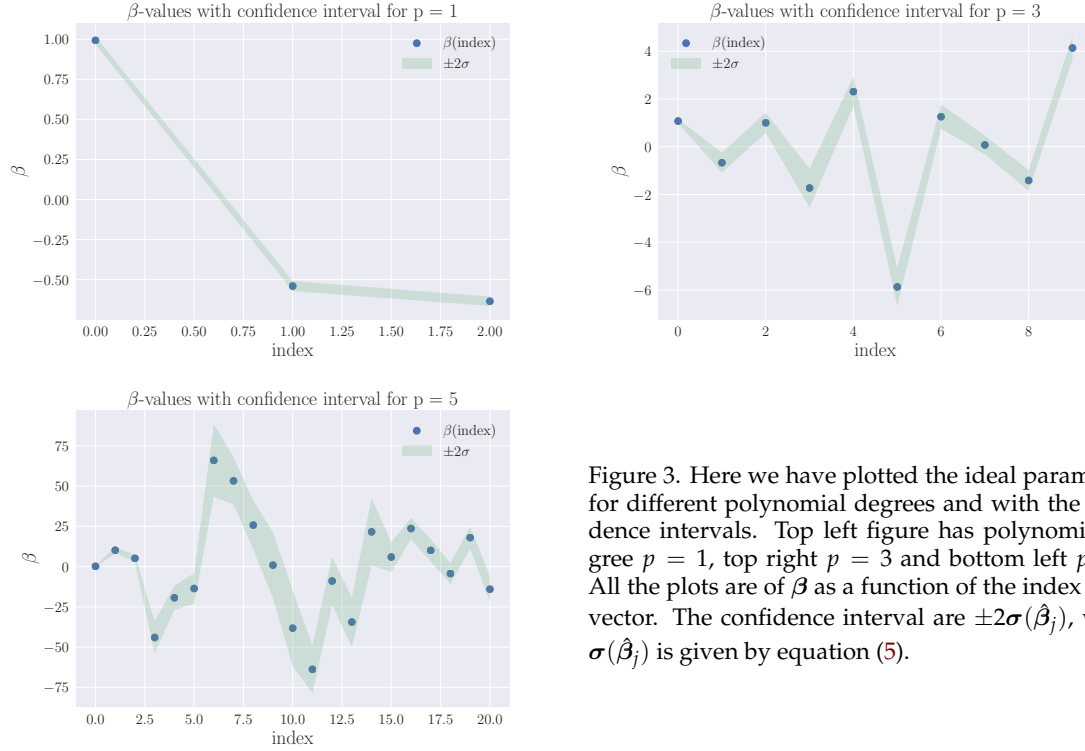 β-values with confidence interval for p = 1
β(index)
±2σ
1.00
0.75
0.50
0.25
0.00
−0.25
−0.50
β
0.00 0.25 0.50 0.75 1.00 1.25 1.50 1.75 2.00
index
β-values with confidence interval for p = 3
β(index)
±2σ
4
2
0
−2
−4
−6
β
0 2 4 6 8
index
β-values with confidence interval for p = 5
β(index)
±2σ
75
50
25
0
−25
−50
−75
β
0.0 2.5 5.0 7.5 10.0 12.5 15.0 17.5 20.0
index
Figure 3. Here we have plotted the ideal param
for different polynomial degrees and with the
dence intervals. Top left figure has polynomi
gree p = 1, top right p = 3 and bottom left p
All the plots are of β as a function of the index
vector. The confidence interval are ±2σ(β̂j),
σ(β̂j) is given by equation (5).